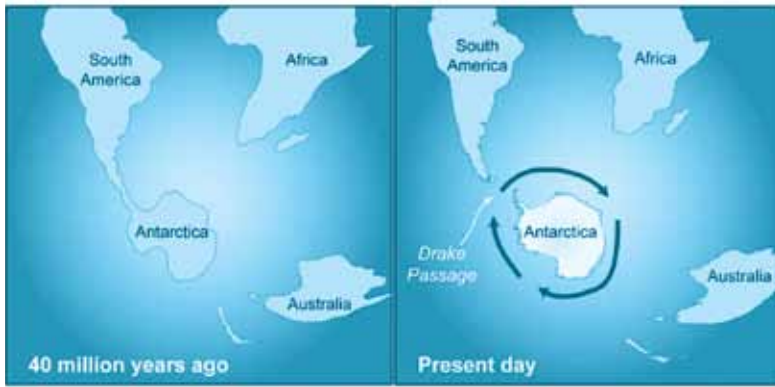 South
America
Africa
Antarctica
Australia
40 million years ago
South
America
Africa
Antarctica
Drake
Passage
Australia
Present day